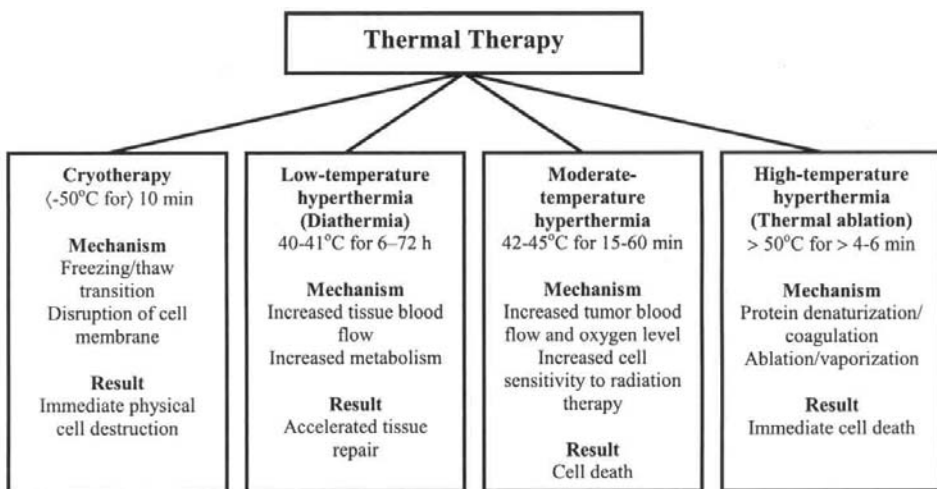 Thermal Therapy
Cryotherapy
⟨-50°C for⟩ 10 min
Mechanism
Freezing/thaw
transition
Disruption of cell
membrane
Result
Immediate physical
cell destruction
Low-temperature
hyperthermia
(Diathermia)
40-41°C for 6–72 h
Mechanism
Increased tissue blood
flow
Increased metabolism
Result
Accelerated tissue
repair
Moderate-
temperature
hyperthermia
42-45°C for 15-60 min
Mechanism
Increased tumor blood
flow and oxygen level
Increased cell
sensitivity to radiation
therapy
Result
Cell death
High-temperature
hyperthermia
(Thermal ablation)
> 50°C for > 4-6 min
Mechanism
Protein denaturization/
coagulation
Ablation/vaporization
Result
Immediate cell death